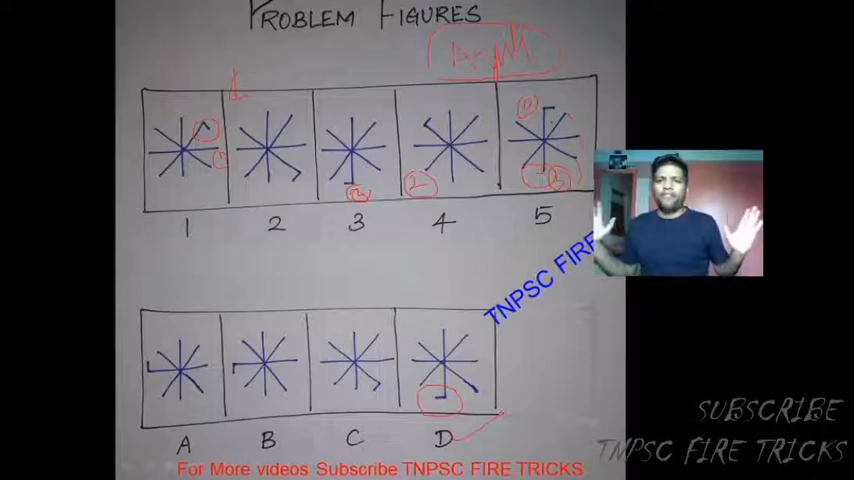 PROBLEM FIGURES
1 2 3 4 5
TNPSC FIRE
A B C D
SUBSCRIBE
TNPSC FIRE TRICKS
For More videos Subscribe TNPSC FIRE TRICKS